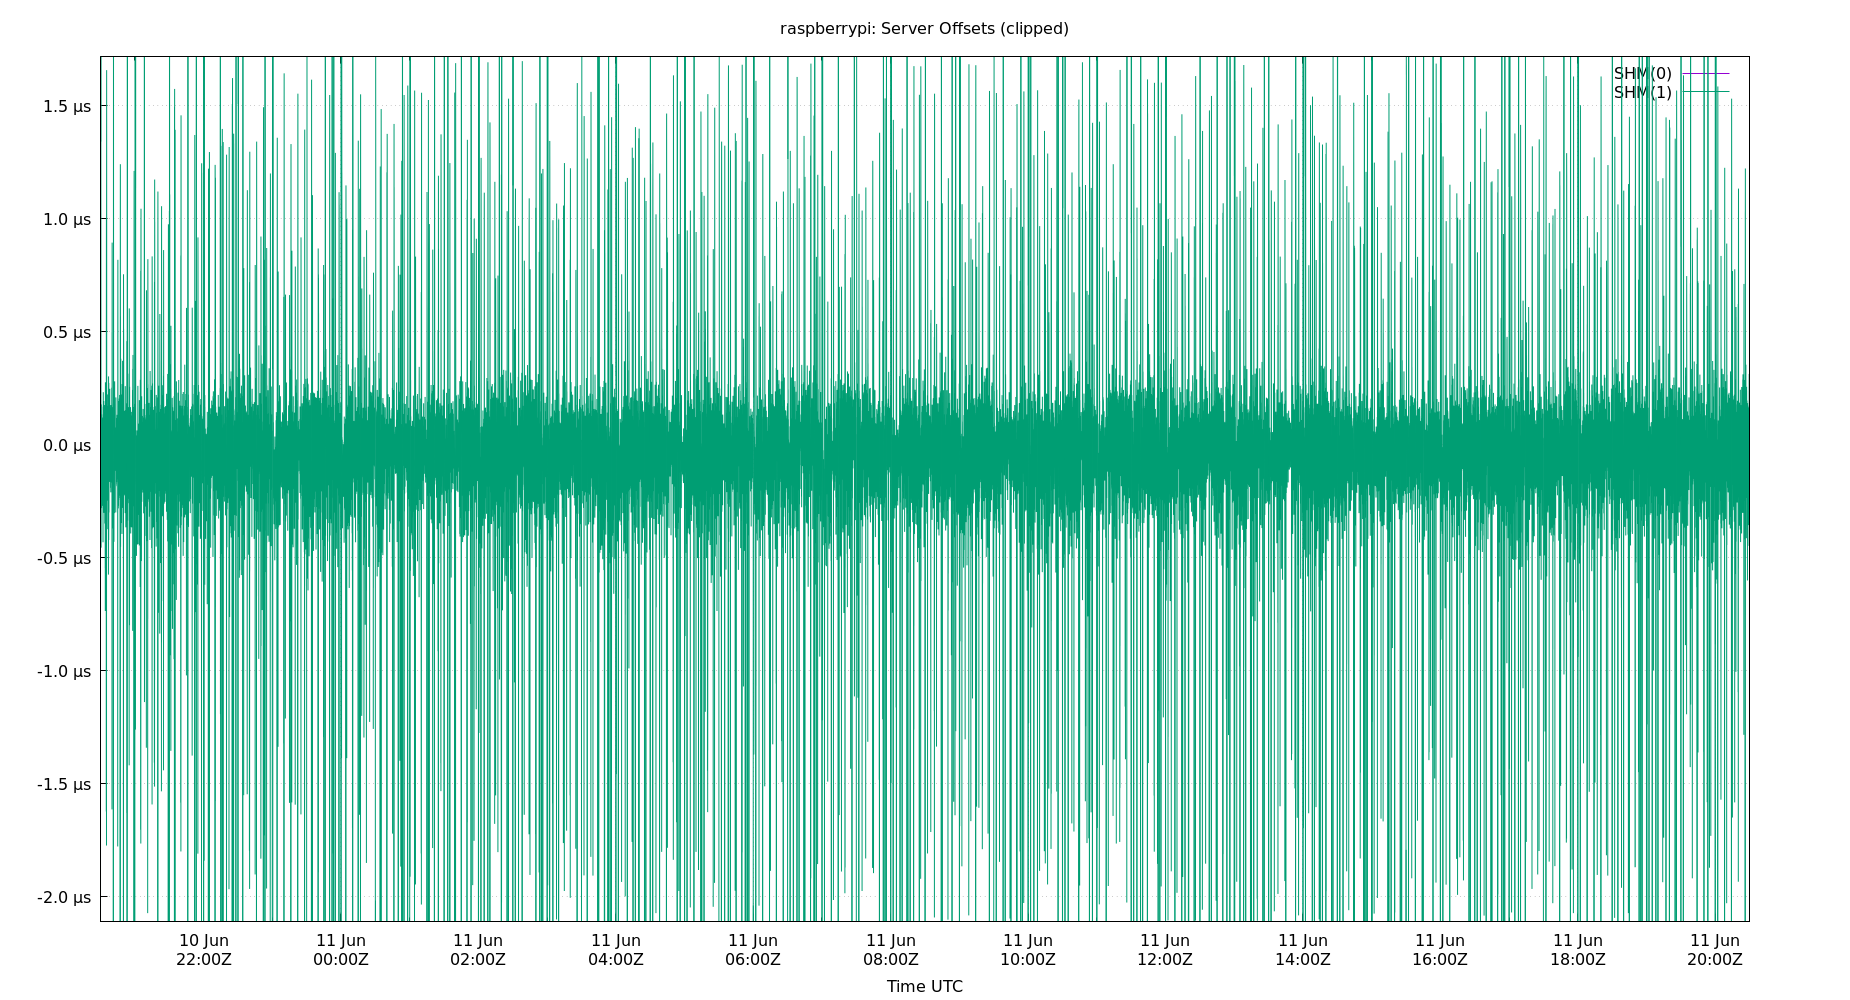 raspberrypi: Server Offsets (clipped)
SHM(0)
SHM(1)
1.5 µs
1.0 µs
0.5 µs
0.0 µs
-0.5 µs
-1.0 µs
-1.5 µs
-2.0 µs
10 Jun 11 Jun 11 Jun 11 Jun 11 Jun 11 Jun 11 Jun 11 Jun 11 Jun 11 Jun 11 Jun 11 Jun
22:00Z 00:00Z 02:00Z 04:00Z 06:00Z 08:00Z 10:00Z 12:00Z 14:00Z 16:00Z 18:00Z 20:00Z
Time UTC